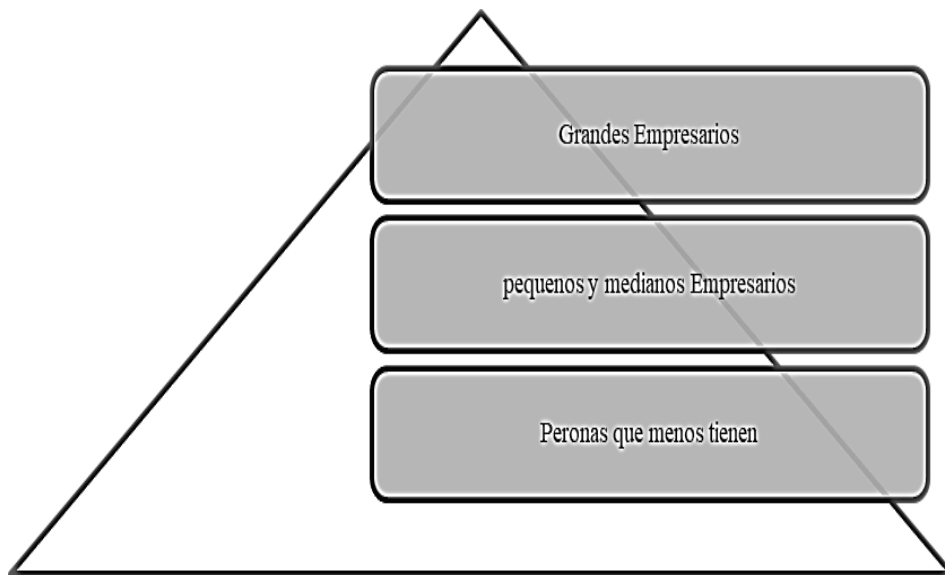 Grandes Empresarios
pequenos y medianos Empresarios
Peronas que menos tienen